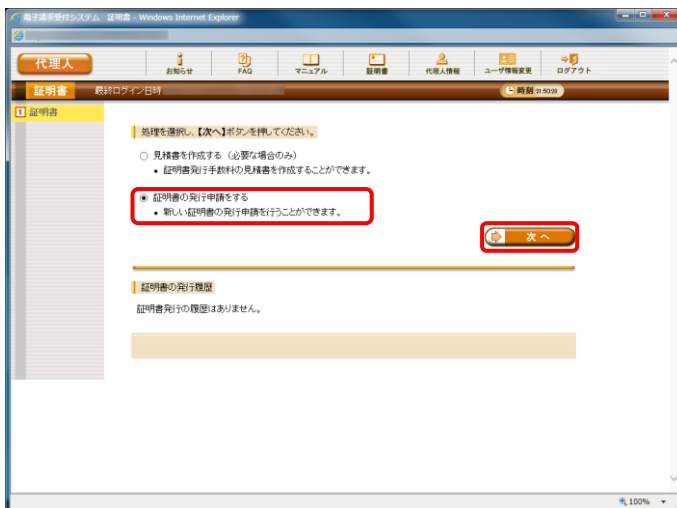 電子請求受付システム 証明書 - Windows Internet Explorer
代理人
お知らせ
FAQ
マニュアル
証明書
代理人情報
ユーザ情報変更
ログアウト
証明書 最終ログイン日時
時刻
1 証明書
処理を選択し、【次へ】ボタンを押してください。
見積書を作成する（必要な場合のみ）
• 証明書発行手数料の見積書を作成することができます。
証明書の発行申請をする
• 新しい証明書の発行申請を行うことができます。
次へ
証明書の発行履歴
証明書発行の履歴はありません。
100%